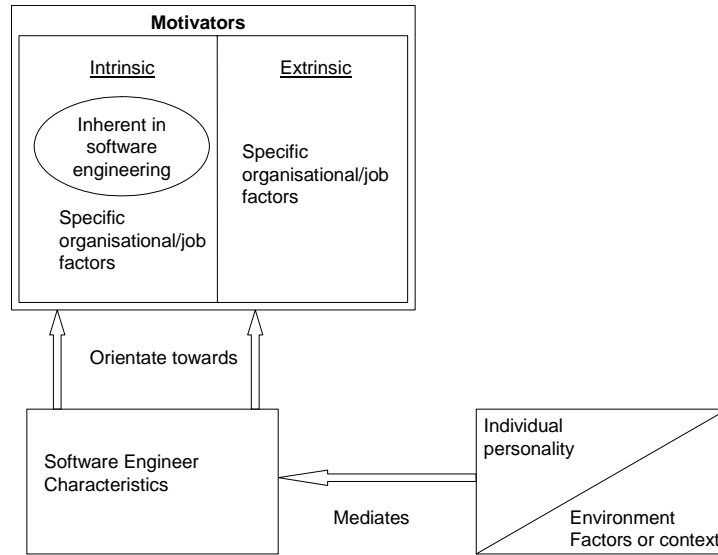 Motivators
Intrinsic
Inherent in
software
engineering
Specific
organisational/job
factors
Extrinsic
Specific
organisational/job
factors
Orientate towards
Software Engineer
Characteristics
Mediates
Individual
personality
Environment
Factors or context